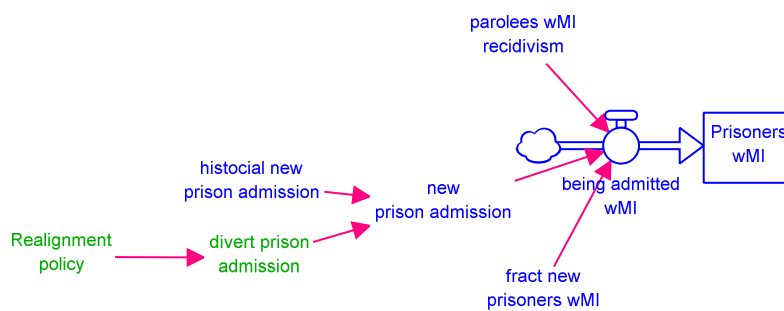 parolees wMI
recidivism
Prisoners
wMI
being admitted
wMI
histocial new
prison admission
new
prison admission
Realignment
policy
divert prison
admission
fract new
prisoners wMI